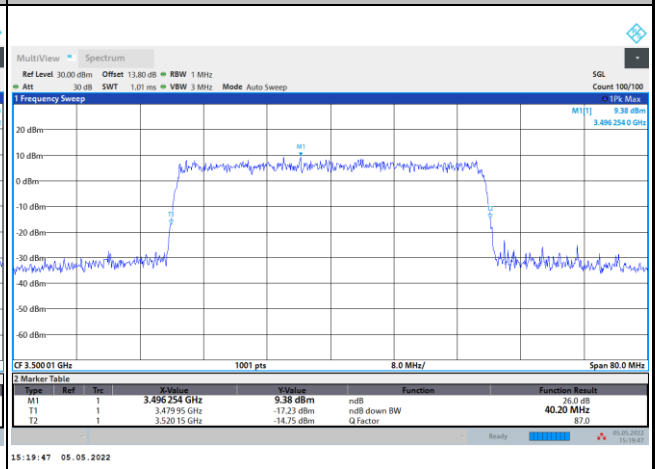 MultiView Spectrum
Ref Level 30.00 dBm Offset 13.80 dB RBW 1 MHz SGL
Att 30 dB SWT 1.01 ms VBW 3 MHz Mode Auto Sweep Count 100/100
1 Frequency Sweep 1Pk Max
M1[1] 9.38 dBm
3.496 254 0 GHz
M1
20 dBm
10 dBm
0 dBm
-10 dBm
T1
-20 dBm
-30 dBm
-40 dBm
-50 dBm
-60 dBm
CF 3.500 01 GHz 1001 pts 8.0 MHz/ Span 80.0 MHz
2 Marker Table
Type Ref Trc X-Value Y-Value Function Function Result
M1 1 3.496 254 GHz 9.38 dBm ndB 26.0 dB
T1 1 3.479 95 GHz -17.23 dBm ndB down BW 40.20 MHz
T2 1 3.520 15 GHz -14.75 dBm Q Factor 87.0
Ready 05.05.2022
15:19:47
15:19:47 05.05.2022